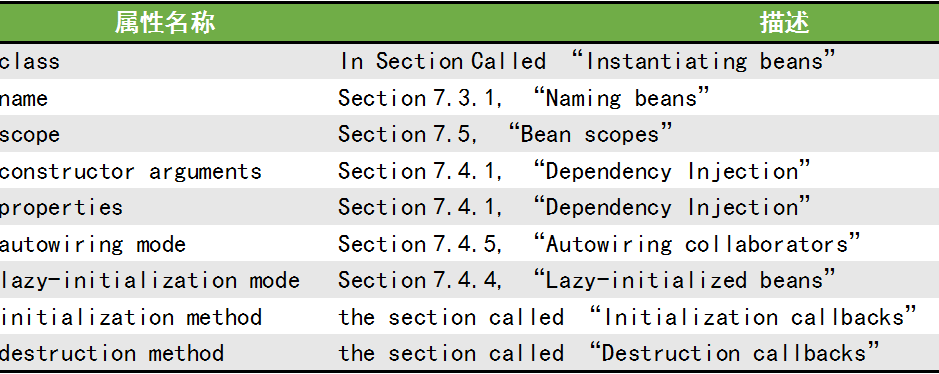 属性名称 描述
class In Section Called “Instantiating beans”
name Section 7.3.1, “Naming beans”
scope Section 7.5, “Bean scopes”
constructor arguments Section 7.4.1, “Dependency Injection”
properties Section 7.4.1, “Dependency Injection”
autowiring mode Section 7.4.5, “Autowiring collaborators”
lazy-initialization mode Section 7.4.4, “Lazy-initialized beans”
initialization method the section called “Initialization callbacks”
destruction method the section called “Destruction callbacks”